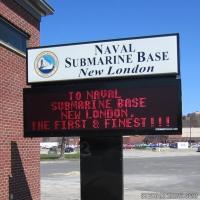 NAVAL
SUBMARINE BASE
New London
TO NAVAL
SUBMARINE BASE
NEW LONDON,
THE FIRST & FINEST!!!